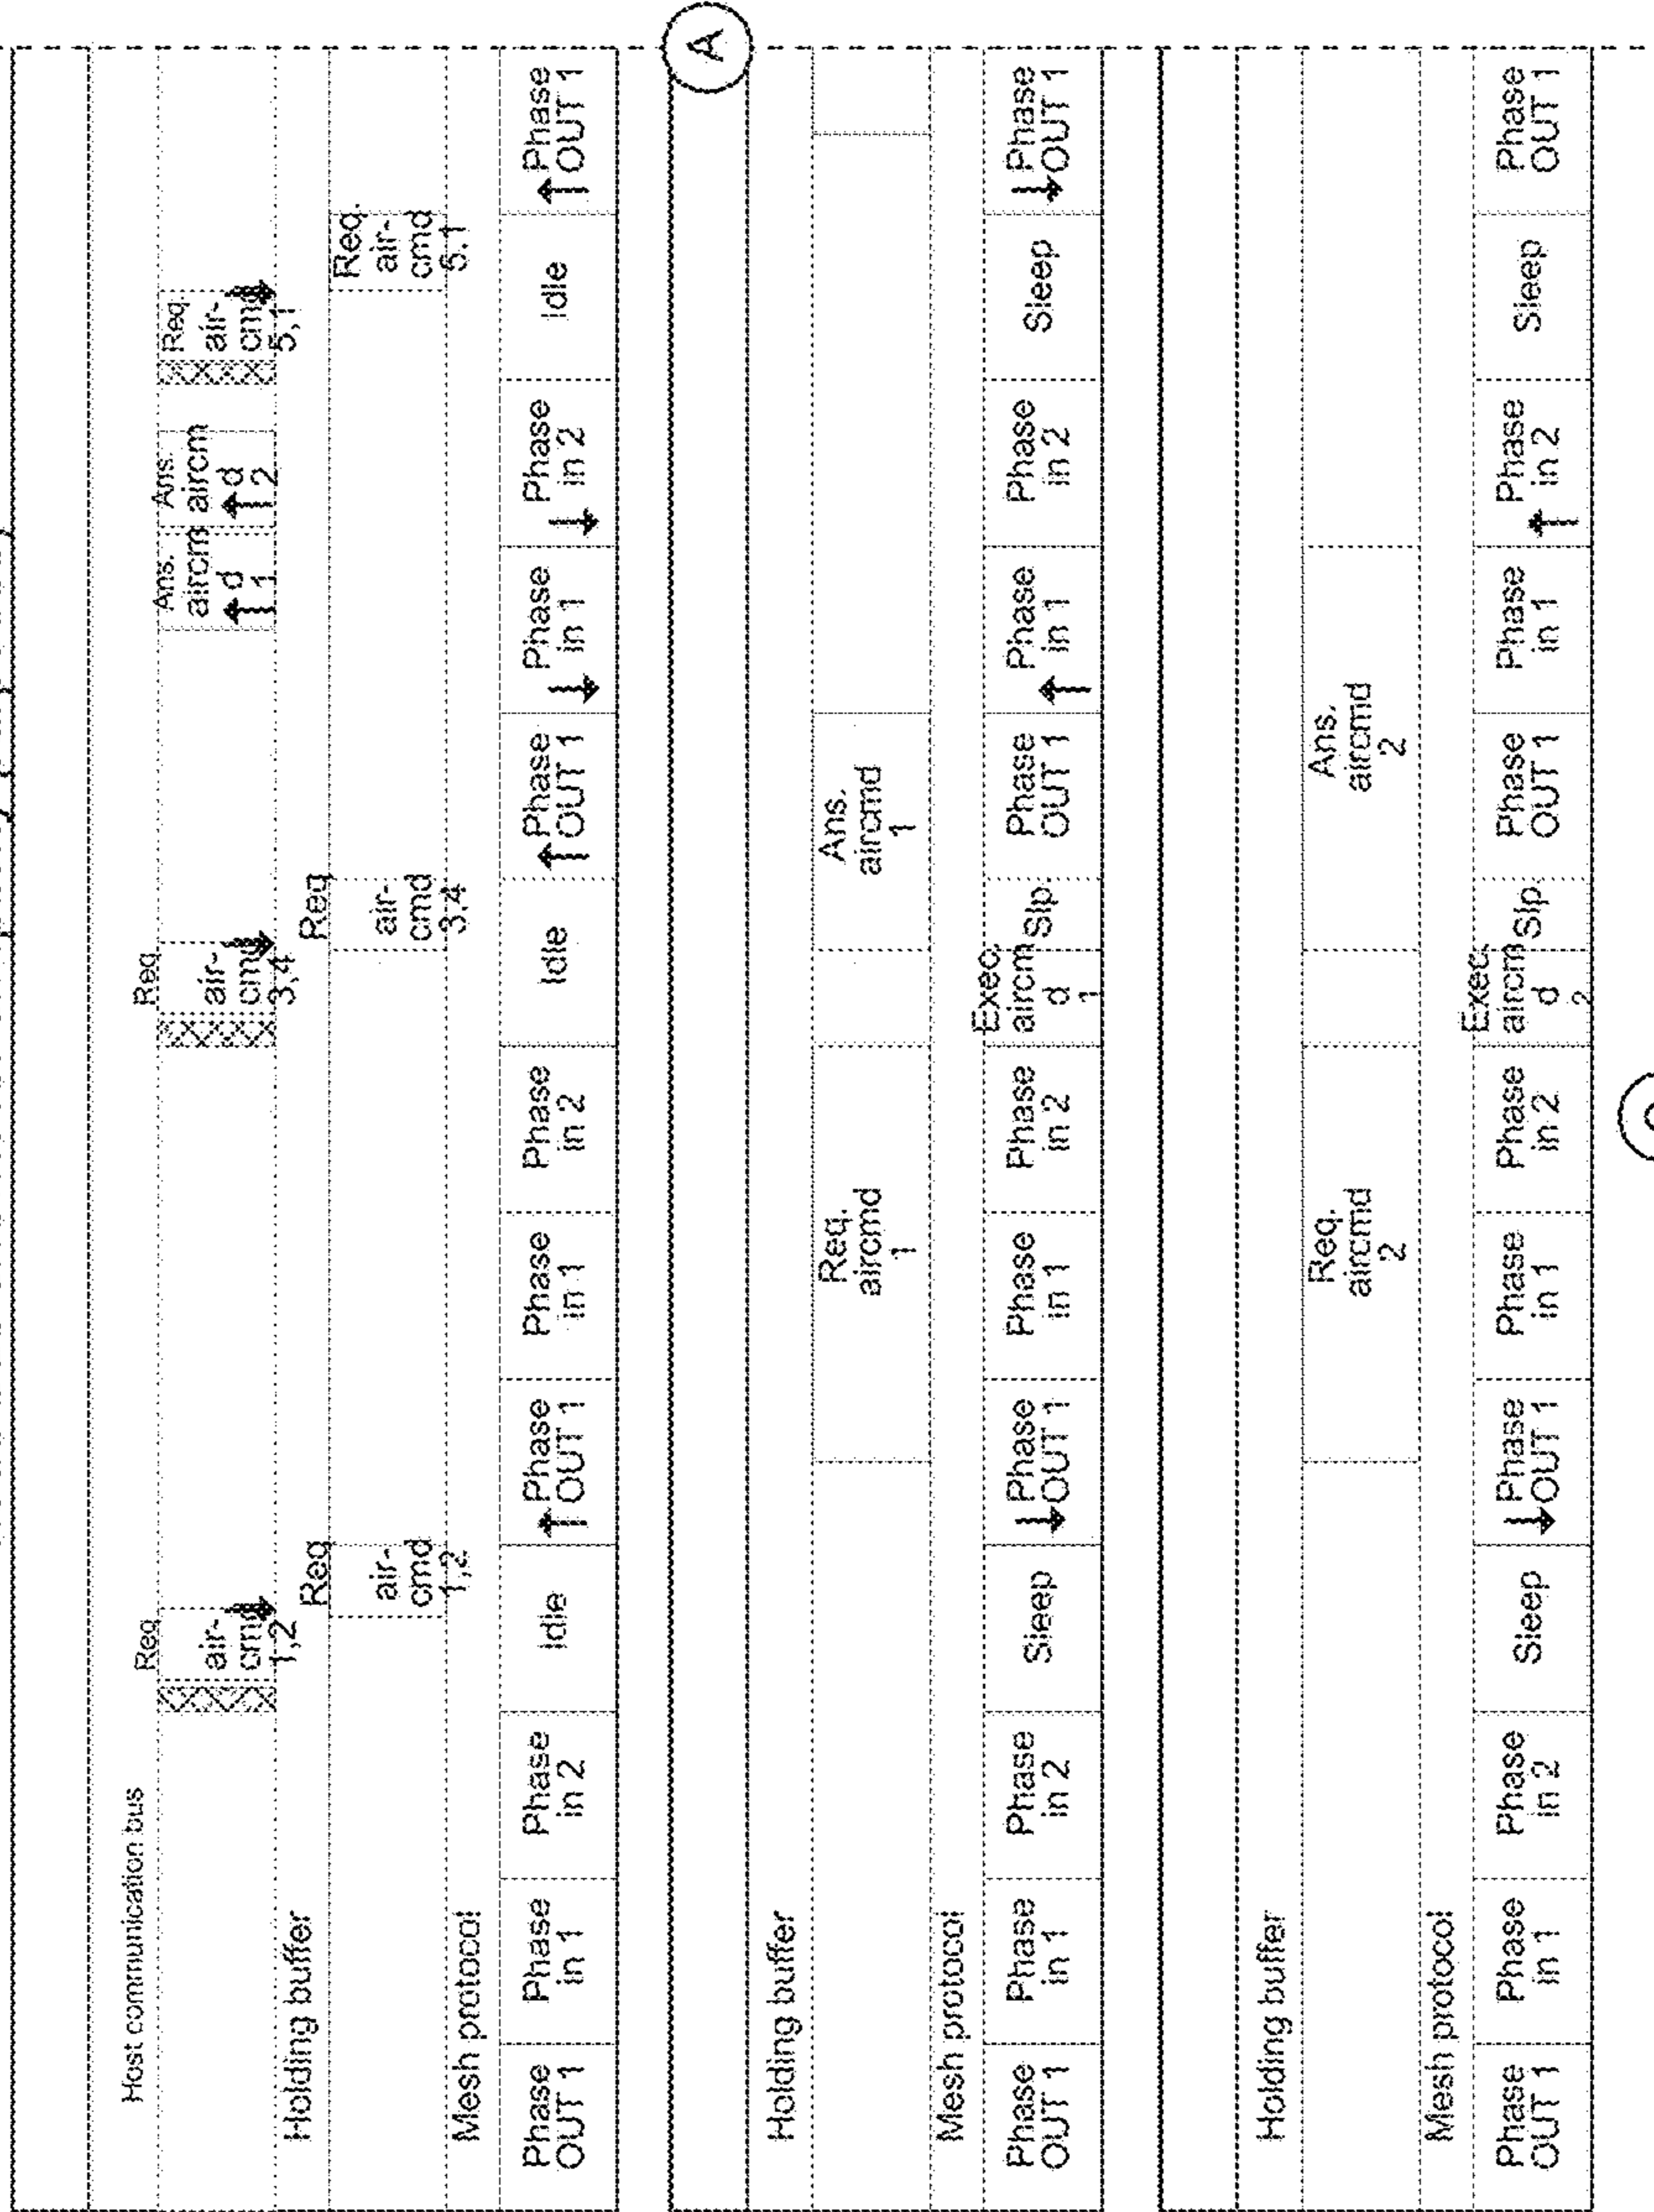 Host communication bus
Req
air-
cmd
1,2
Req
air-
cmd
3,4
Ans.
aircm
d
1
Ans.
aircm
d
2
Req
air-
cmd
5,1
Holding buffer
Req
air-
cmd
1,2
Req
air-
cmd
3,4
Req.
air-
cmd
5.1
Mesh protocol
Phase
OUT 1
Phase
in 1
Phase
in 2
Idle
Phase
OUT 1
Phase
in 1
Phase
in 2
Idle
Phase
OUT 1
Phase
in 1
Phase
in 2
Idle
Phase
OUT 1
A
Holding buffer
Req.
aircmd
1
Ans.
aircmd
1
Mesh protocol
Phase
OUT 1
Phase
in 1
Phase
in 2
Sleep
Phase
OUT 1
Phase
in 1
Phase
in 2
Exec.
aircm
d
1
Slp.
Phase
OUT 1
Phase
in 1
Phase
in 2
Sleep
Phase
OUT 1
Holding buffer
Req.
aircmd
2
Ans.
aircmd
2
Mesh protocol
Phase
OUT 1
Phase
in 1
Phase
in 2
Sleep
Phase
OUT 1
Phase
in 1
Phase
in 2
Exec.
aircm
d
2
Slp.
Phase
OUT 1
Phase
in 1
Phase
in 2
Sleep
Phase
OUT 1